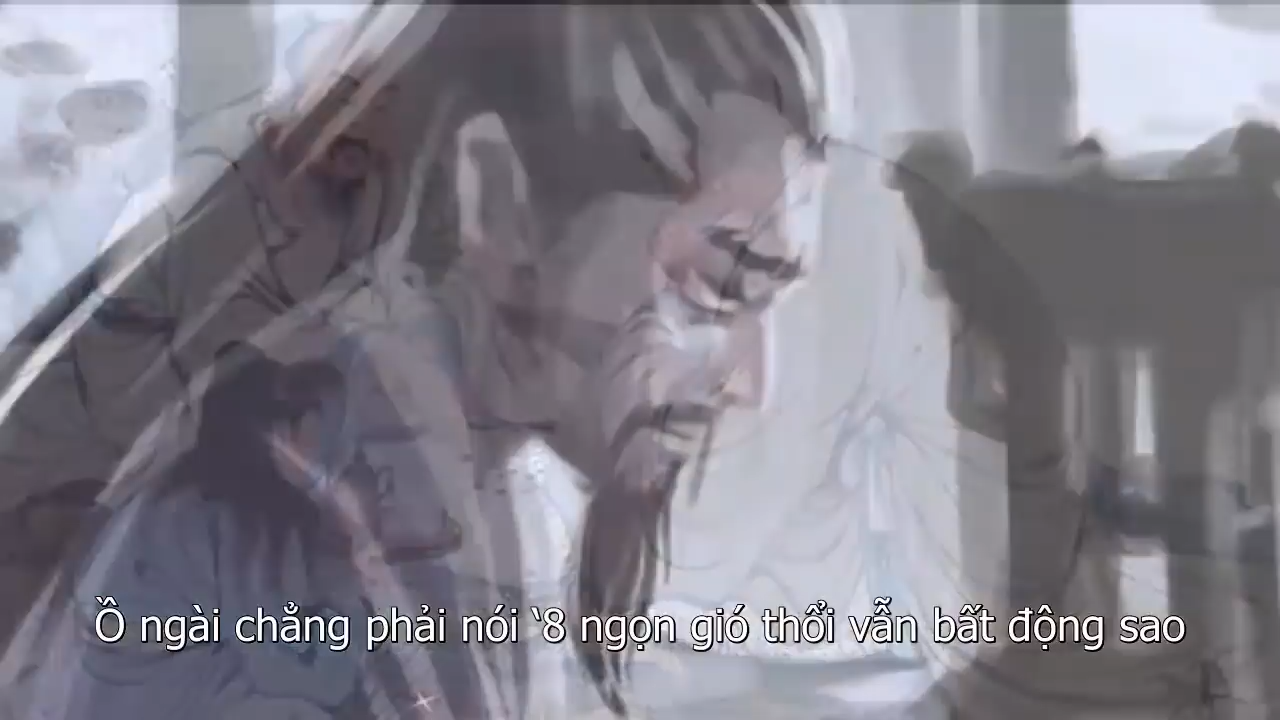 Ồ ngài chẳng phải nói ‘8 ngọn gió thổi vẫn bất động sao